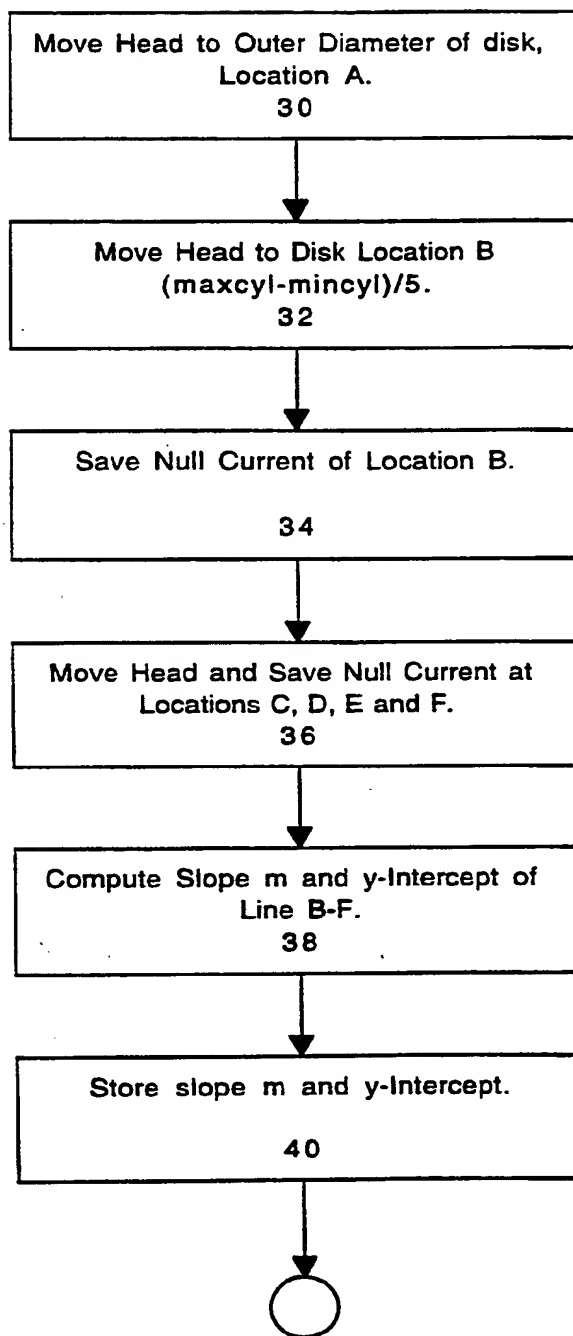 Move Head to Outer Diameter of disk,
Location A.
30
Move Head to Disk Location B
(maxcyl-mincyl)/5.
32
Save Null Current of Location B.
34
Move Head and Save Null Current at
Locations C, D, E and F.
36
Compute Slope m and y-Intercept of
Line B-F.
38
Store slope m and y-Intercept.
40